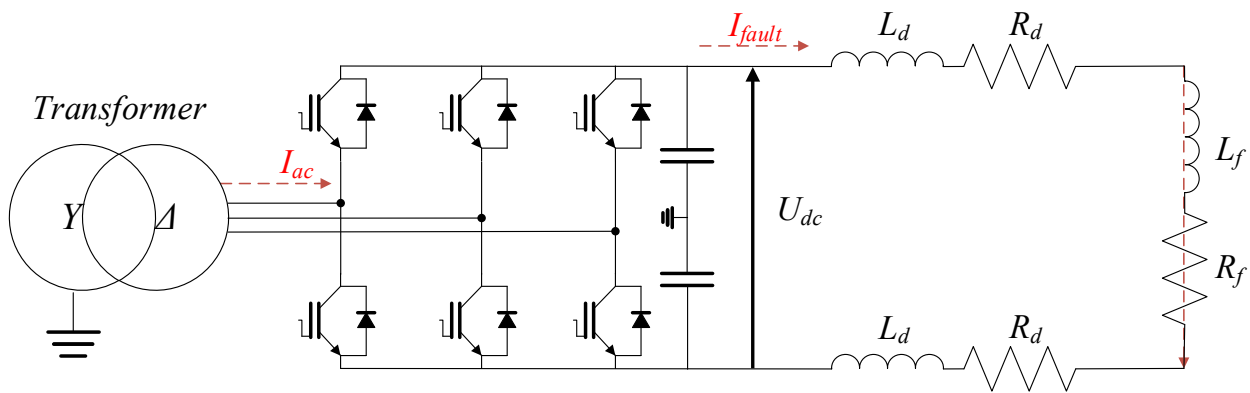 I_fault
L_d
R_d
Transformer
I_ac
Y
Δ
U_dc
L_f
R_f
L_d
R_d